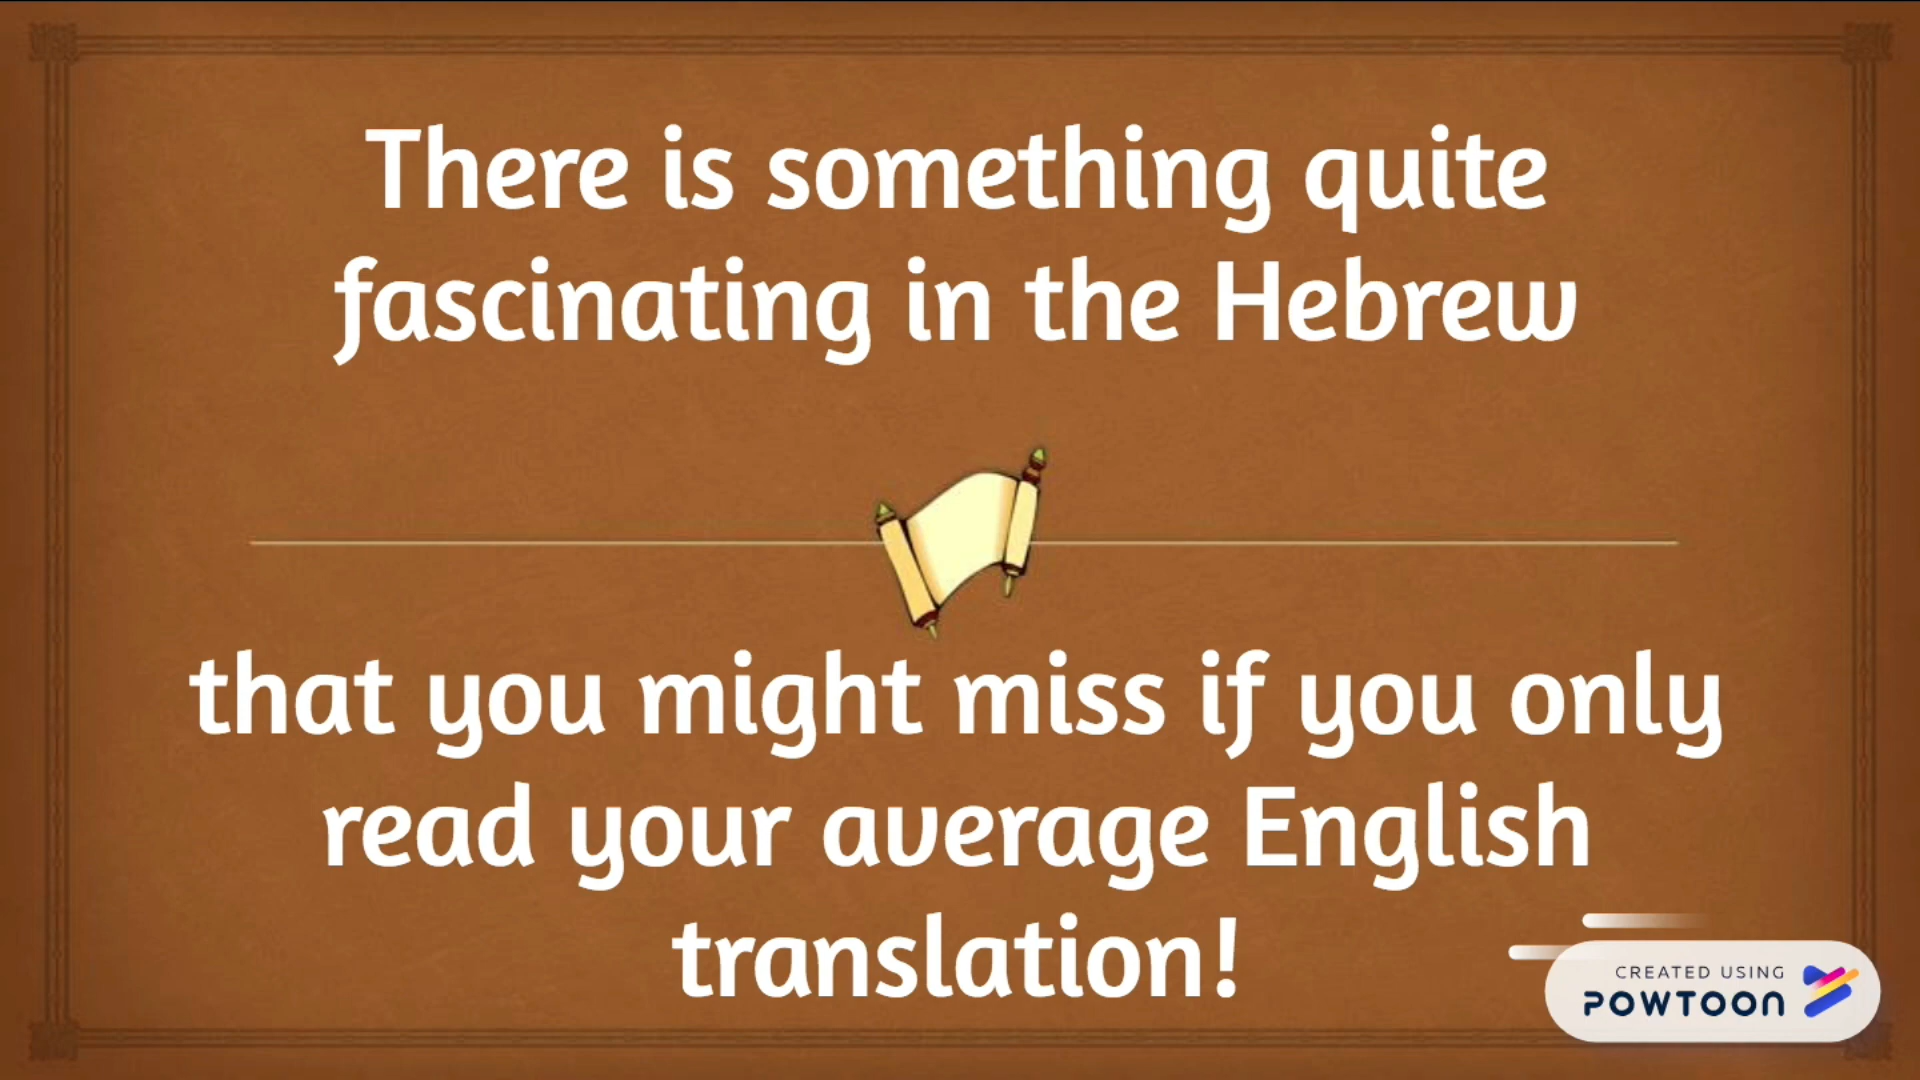 There is something quite
fascinating in the Hebrew
that you might miss if you only
read your average English
translation!
CREATED USING
POWTOON